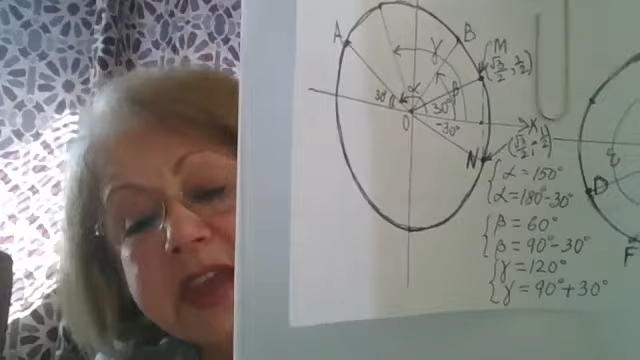 A
B
γ
M
(√3/2, 1/2)
α
β
30°
30°
-30°
0
X
N
(√3/2, -1/2)
α = 150°
α = 180° - 30°
β = 60°
β = 90° - 30°
γ = 120°
γ = 90° + 30°
D
F